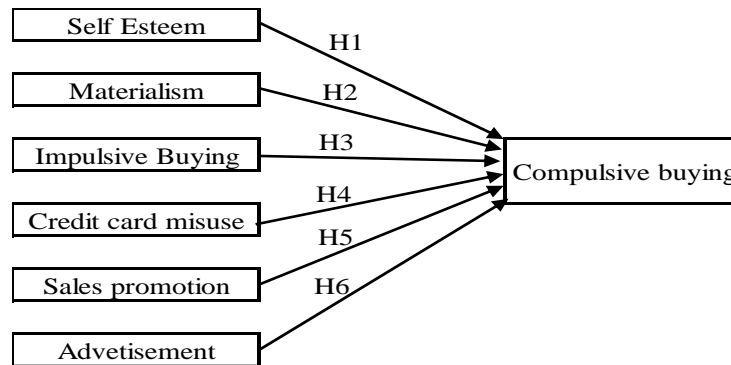 Self Esteem
H1
Materialism
H2
Impulsive Buying
H3
Compulsive buying
Credit card misuse
H4
H5
Sales promotion
H6
Advetisement